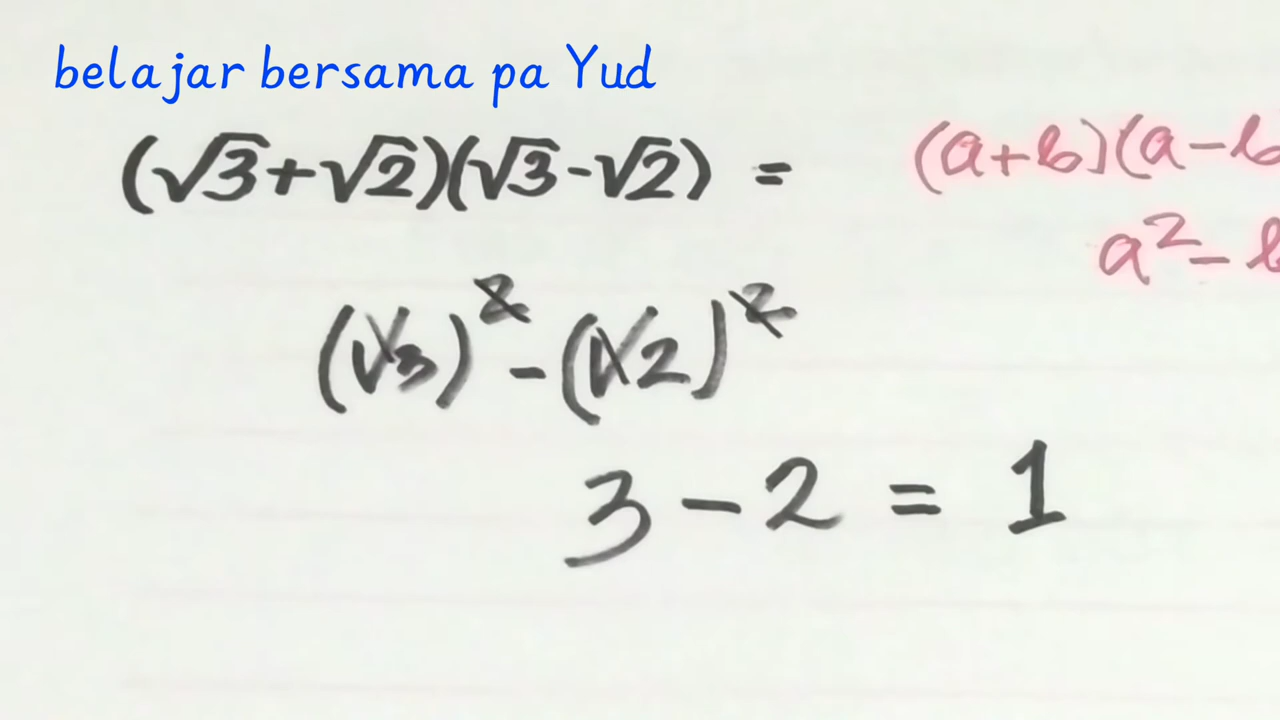 belajar bersama pa Yud
(√3+√2)(√3-√2) =
(a+b)(a-b
a²-b
(√3)² - (√2)²
3 - 2 = 1